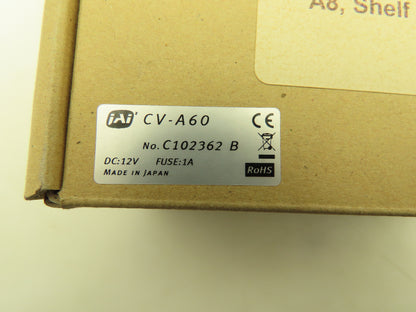 A8, Shelf
JAI CV-A60 CE
No. C102362 B
DC:12V FUSE:1A
MADE IN JAPAN RoHS